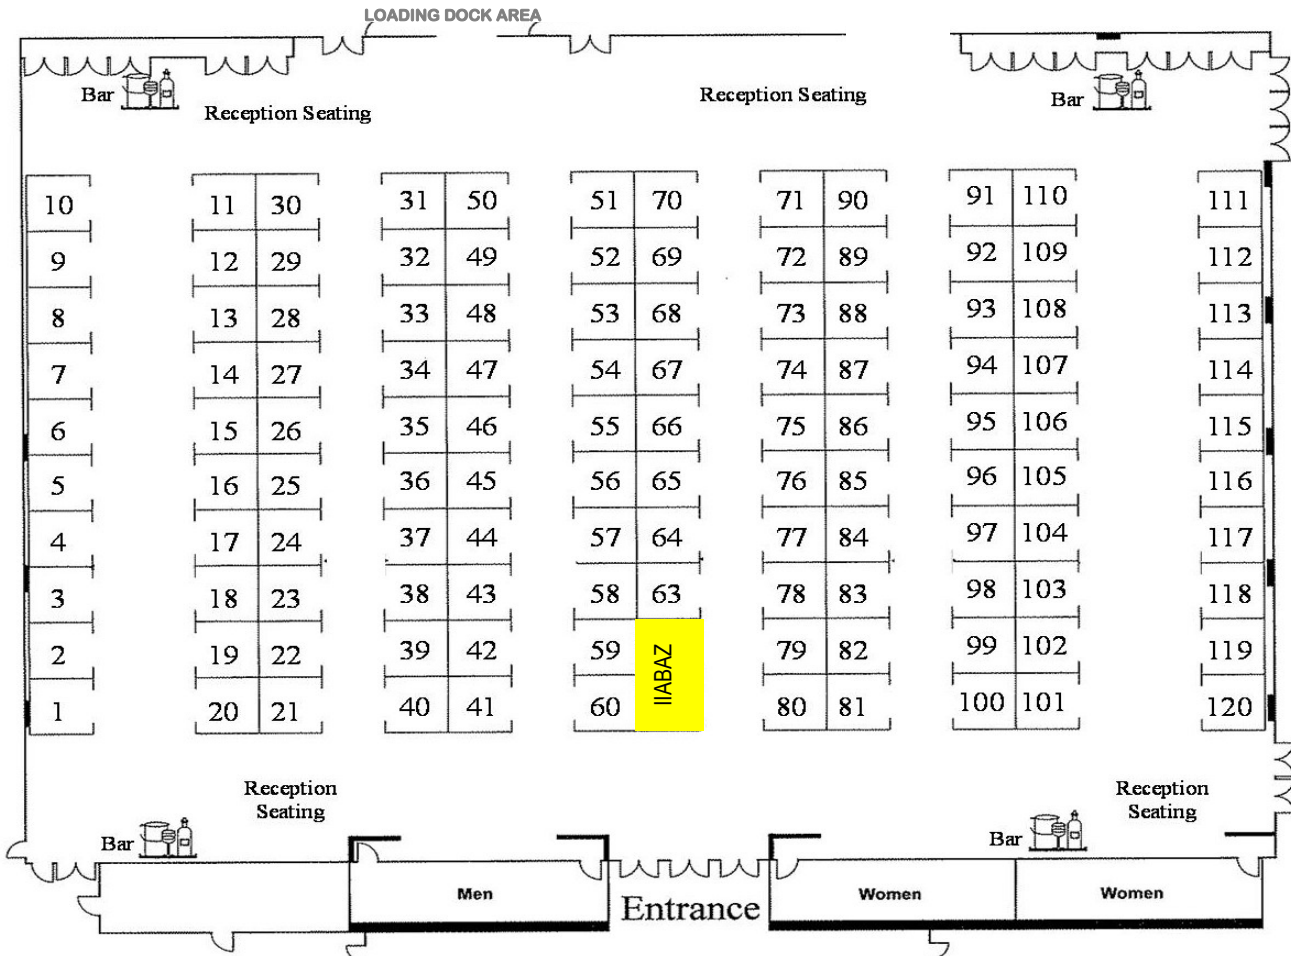 LOADING DOCK AREA
Bar
Reception Seating
Reception Seating
Bar
10 11 30 31 50 51 70 71 90 91 110 111
9 12 29 32 49 52 69 72 89 92 109 112
8 13 28 33 48 53 68 73 88 93 108 113
7 14 27 34 47 54 67 74 87 94 107 114
6 15 26 35 46 55 66 75 86 95 106 115
5 16 25 36 45 56 65 76 85 96 105 116
4 17 24 37 44 57 64 77 84 97 104 117
3 18 23 38 43 58 63 78 83 98 103 118
2 19 22 39 42 59 79 82 99 102 119
1 20 21 40 41 60 80 81 100 101 120
IIABAZ
Reception
Seating
Reception
Seating
Bar
Bar
Men
Entrance
Women
Women